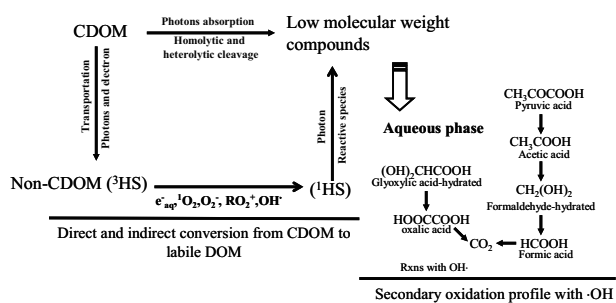 CDOM
Photons absorption
Homolytic and
heterolytic cleavage
Low molecular weight
compounds
Transportation
Photons and electron
Photon
Reactive species
Non-CDOM (³HS)
e⁻aq,¹O₂,O₂⁻, RO₂⁺,OH·
(¹HS)
Direct and indirect conversion from CDOM to
labile DOM
Aqueous phase
(OH)₂CHCOOH
Glyoxylic acid-hydrated
HOOCCOOH
oxalic acid
CO₂
Rxns with OH·
CH₃COCOOH
Pyruvic acid
CH₃COOH
Acetic acid
CH₂(OH)₂
Formaldehyde-hydrated
HCOOH
Formic acid
Secondary oxidation profile with ·OH